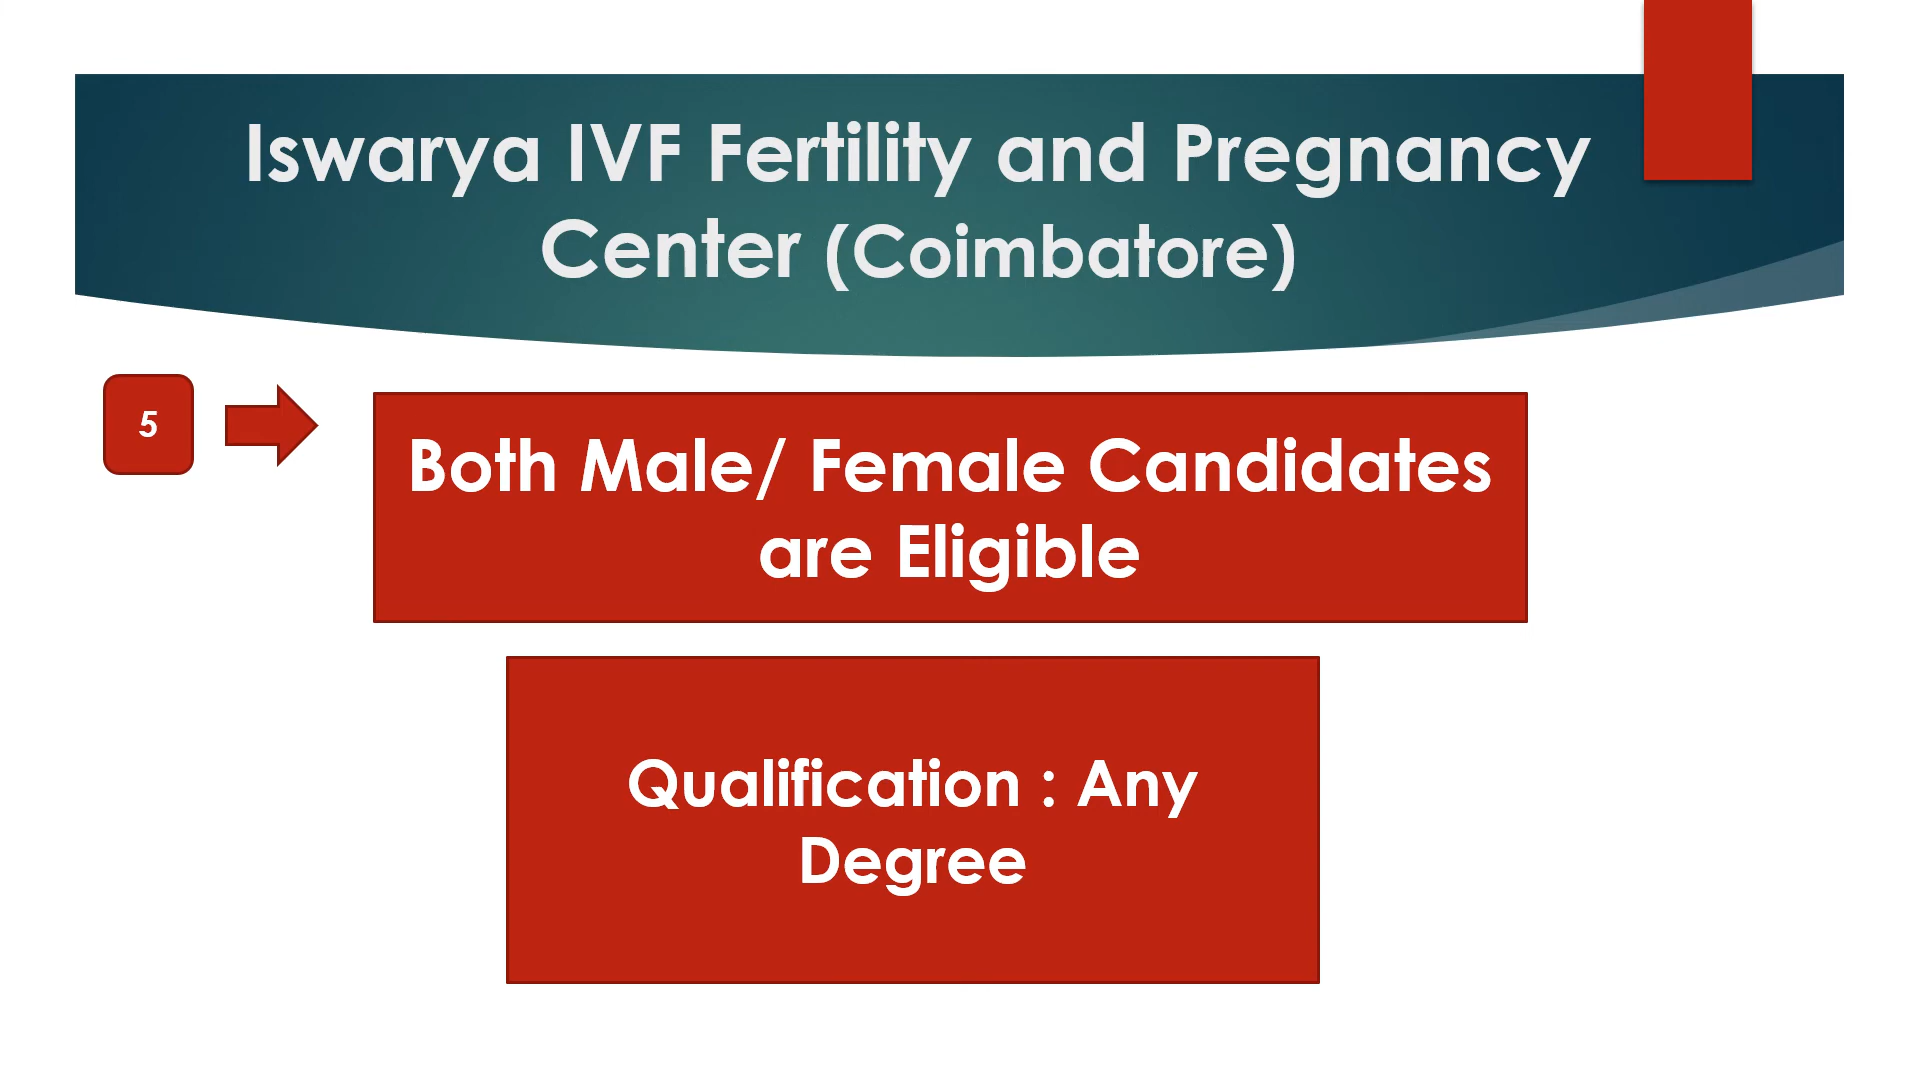 Iswarya IVF Fertility and Pregnancy
Center (Coimbatore)
5
Both Male/ Female Candidates
are Eligible
Qualification : Any
Degree